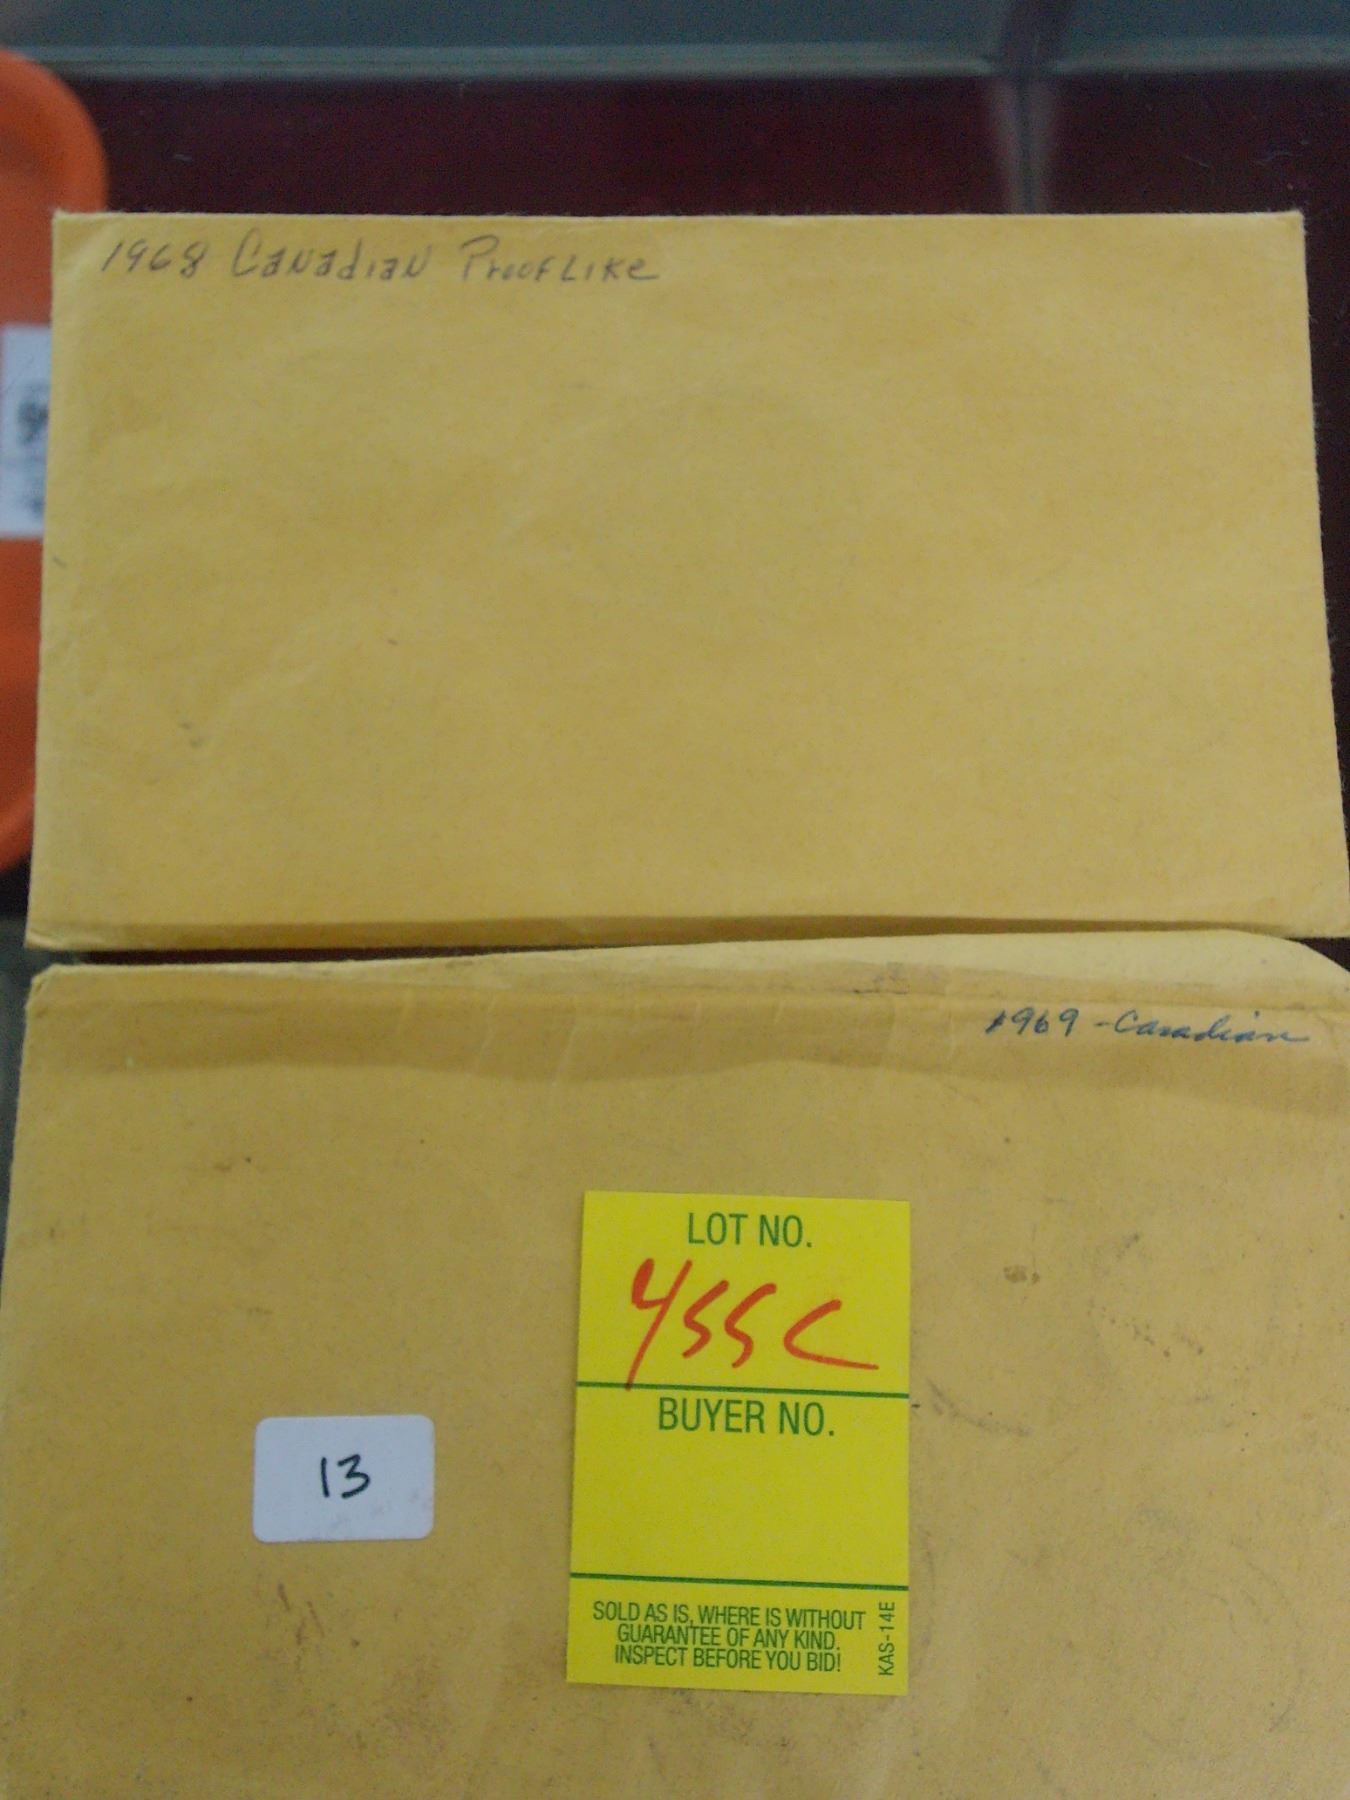 1968 Canadian Prooflike
1969 - Canadian
LOT NO.
455C
BUYER NO.
13
SOLD AS IS, WHERE IS WITHOUT
GUARANTEE OF ANY KIND.
INSPECT BEFORE YOU BID!
KAS-14E